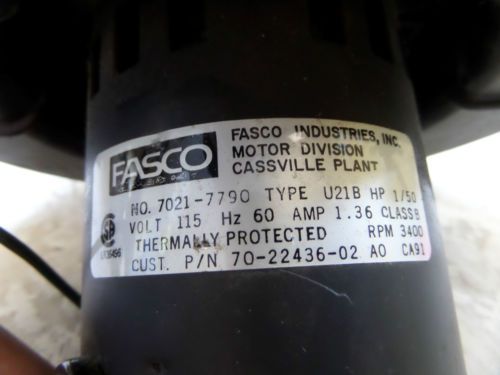 FASCO
FASCO INDUSTRIES, INC.
MOTOR DIVISION
CASSVILLE PLANT
NO. 7021-7790 TYPE U21B HP 1/50
VOLT 115 Hz 60 AMP 1.36 CLASS B
THERMALLY PROTECTED RPM 3400
CUST. P/N 70-22436-02 AO CA91